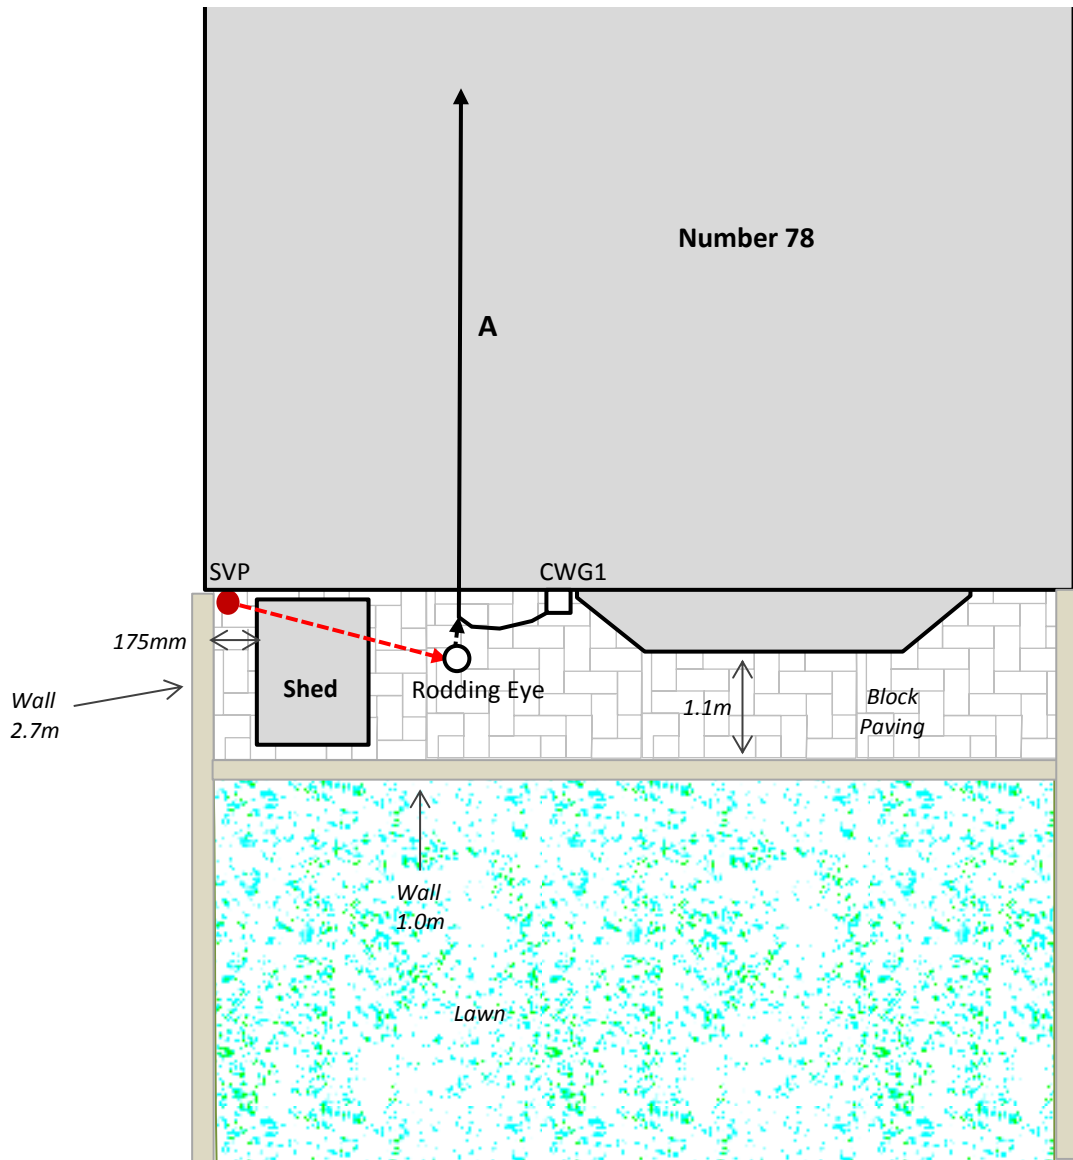 Number 78
A
SVP
CWG1
175mm
Shed
Rodding Eye
Wall
2.7m
1.1m
Block
Paving
Wall
1.0m
Lawn